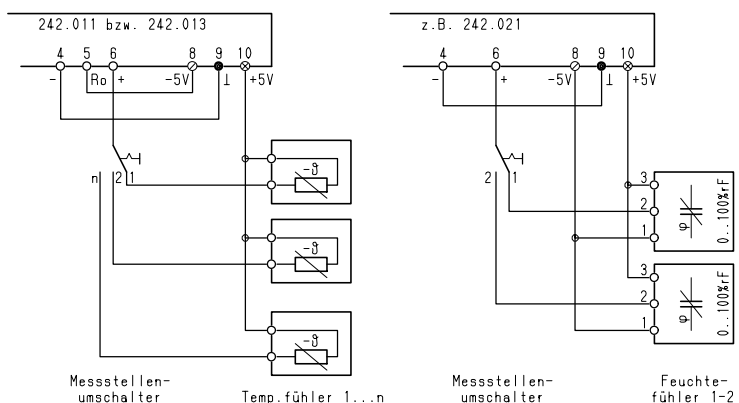 242.011 bzw. 242.013
4 5 6 8 9 10
- Ro + -5V ⊥ +5V
n 2 1
-ϑ
-ϑ
-ϑ
Messstellen-
umschalter
Temp.fühler 1...n
z.B. 242.021
4 6 8 9 10
- + -5V ⊥ +5V
2 1
3
2
1
φ
0..100%rF
3
2
1
φ
0..100%rF
Messstellen-
umschalter
Feuchte-
fühler 1-2